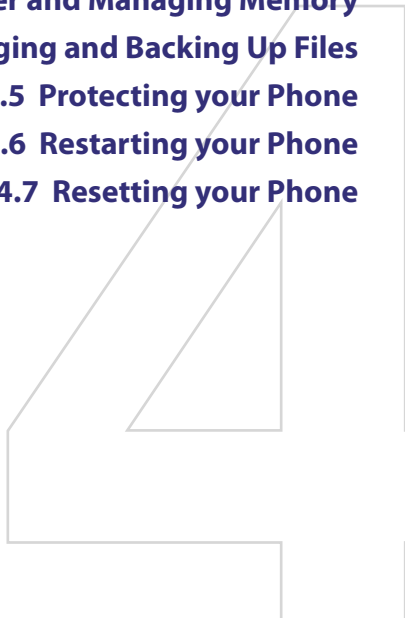 er and Managing Memory
ging and Backing Up Files
.5 Protecting your Phone
.6 Restarting your Phone
4.7 Resetting your Phone
4